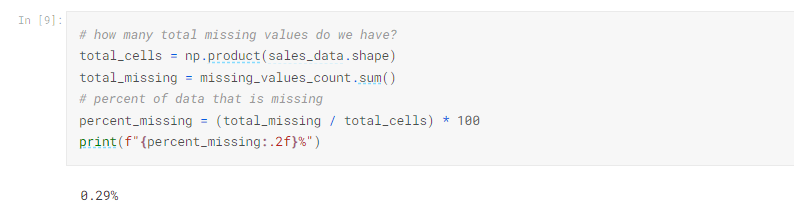 In [9]:
# how many total missing values do we have?
total_cells = np.product(sales_data.shape)
total_missing = missing_values_count.sum()
# percent of data that is missing
percent_missing = (total_missing / total_cells) * 100
print(f"{percent_missing:.2f}%")
0.29%